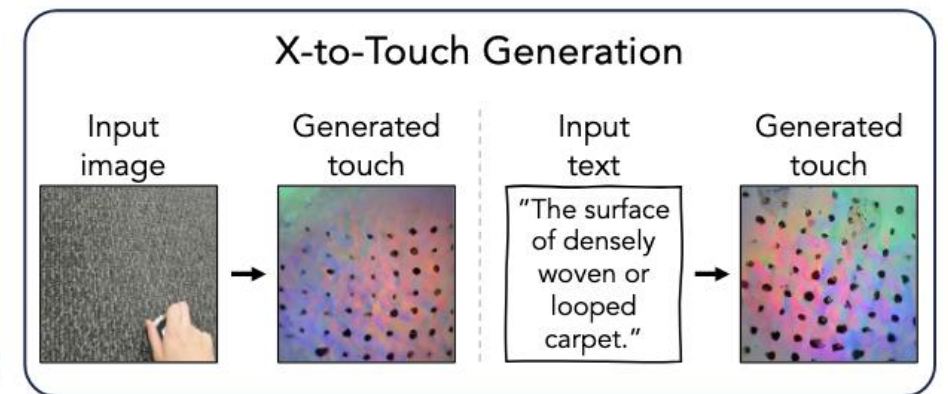 X-to-Touch Generation
Input
image
Generated
touch
Input
text
Generated
touch
"The surface
of densely
woven or
looped
carpet."